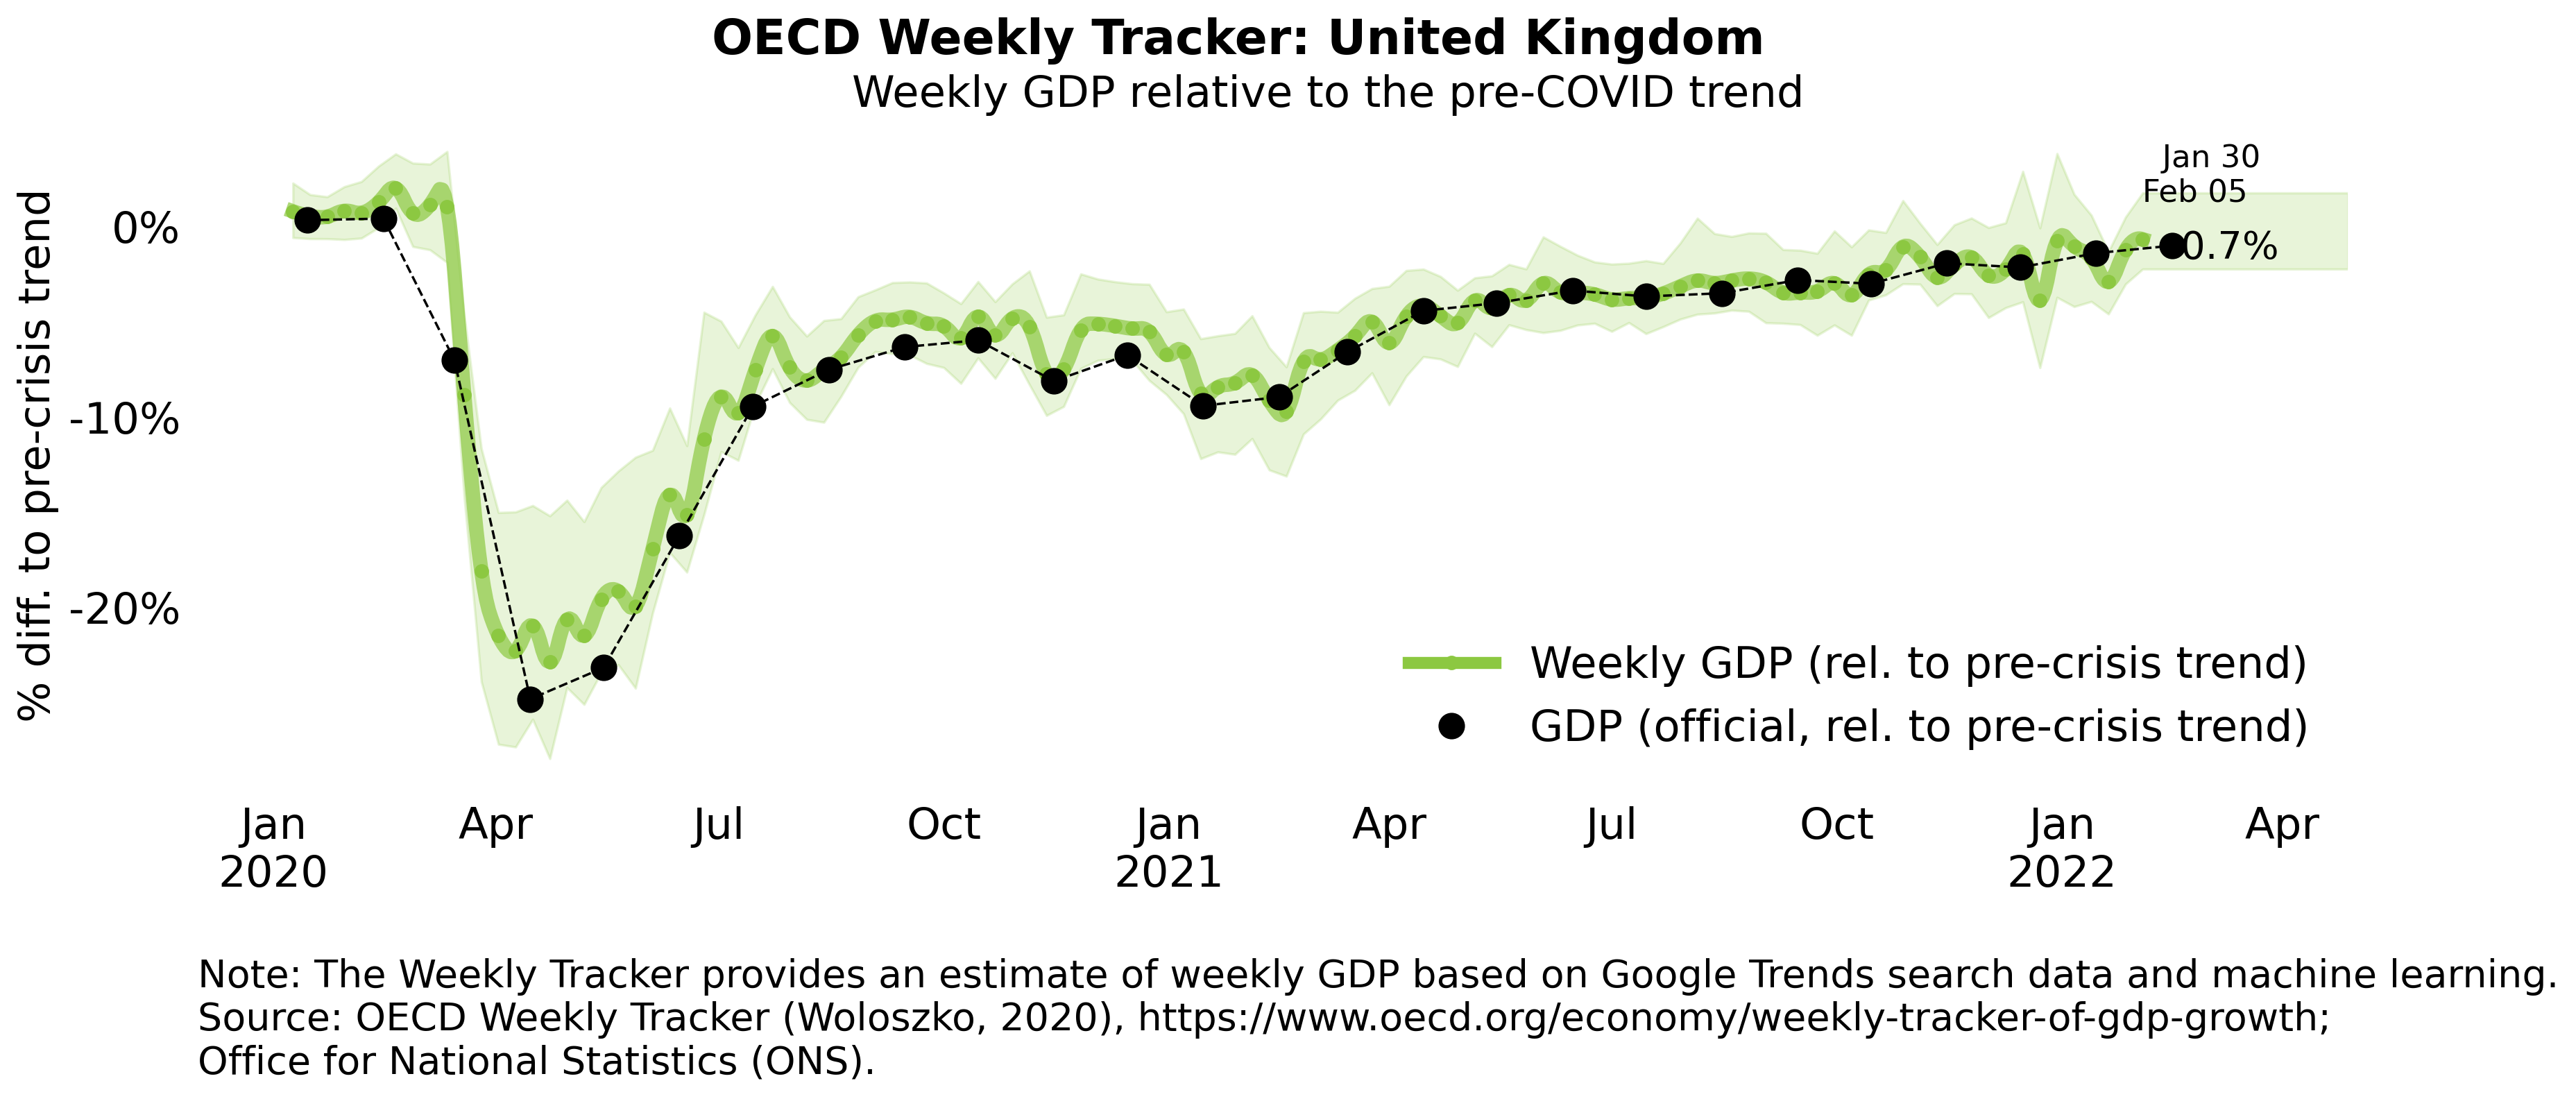 OECD Weekly Tracker: United Kingdom
Weekly GDP relative to the pre-COVID trend
% diff. to pre-crisis trend
0%
-10%
-20%
Jan 30
Feb 05
0.7%
Weekly GDP (rel. to pre-crisis trend)
GDP (official, rel. to pre-crisis trend)
Jan Apr Jul Oct Jan Apr Jul Oct Jan Apr
2020 2021 2022
Note: The Weekly Tracker provides an estimate of weekly GDP based on Google Trends search data and machine learning.
Source: OECD Weekly Tracker (Woloszko, 2020), https://www.oecd.org/economy/weekly-tracker-of-gdp-growth;
Office for National Statistics (ONS).